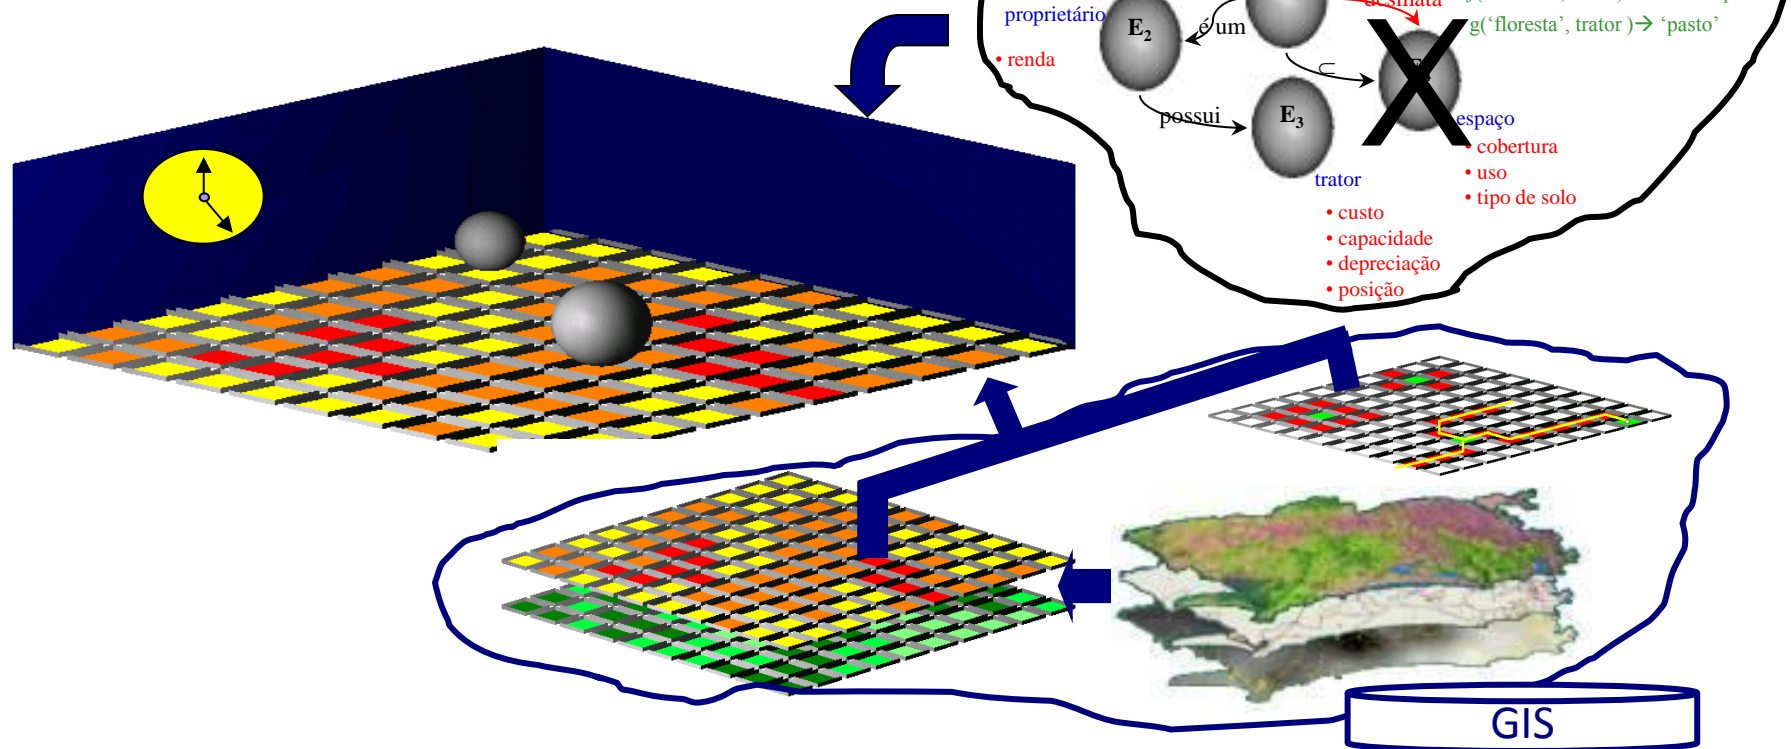 proprietário
• renda
E₂
é um
desmata
g('floresta', trator )→ 'pasto'
⊂
possui
E₃
espaço
• cobertura
• uso
• tipo de solo
trator
• custo
• capacidade
• depreciação
• posição
GIS